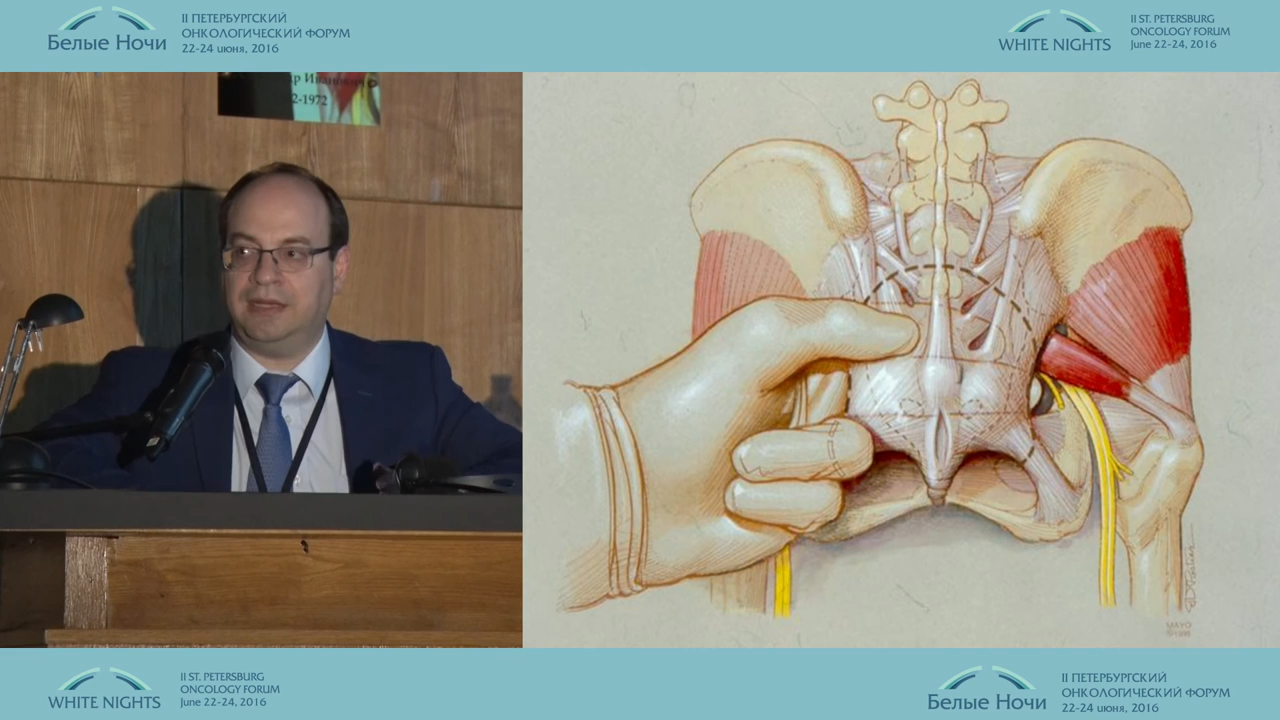 Белые Ночи
II ПЕТЕРБУРГСКИЙ
ОНКОЛОГИЧЕСКИЙ ФОРУМ
22-24 июня, 2016
WHITE NIGHTS
II ST. PETERSBURG
ONCOLOGY FORUM
June 22-24, 2016
2-1972
MAYO
WHITE NIGHTS
II ST. PETERSBURG
ONCOLOGY FORUM
June 22-24, 2016
Белые Ночи
II ПЕТЕРБУРГСКИЙ
ОНКОЛОГИЧЕСКИЙ ФОРУМ
22-24 июня, 2016